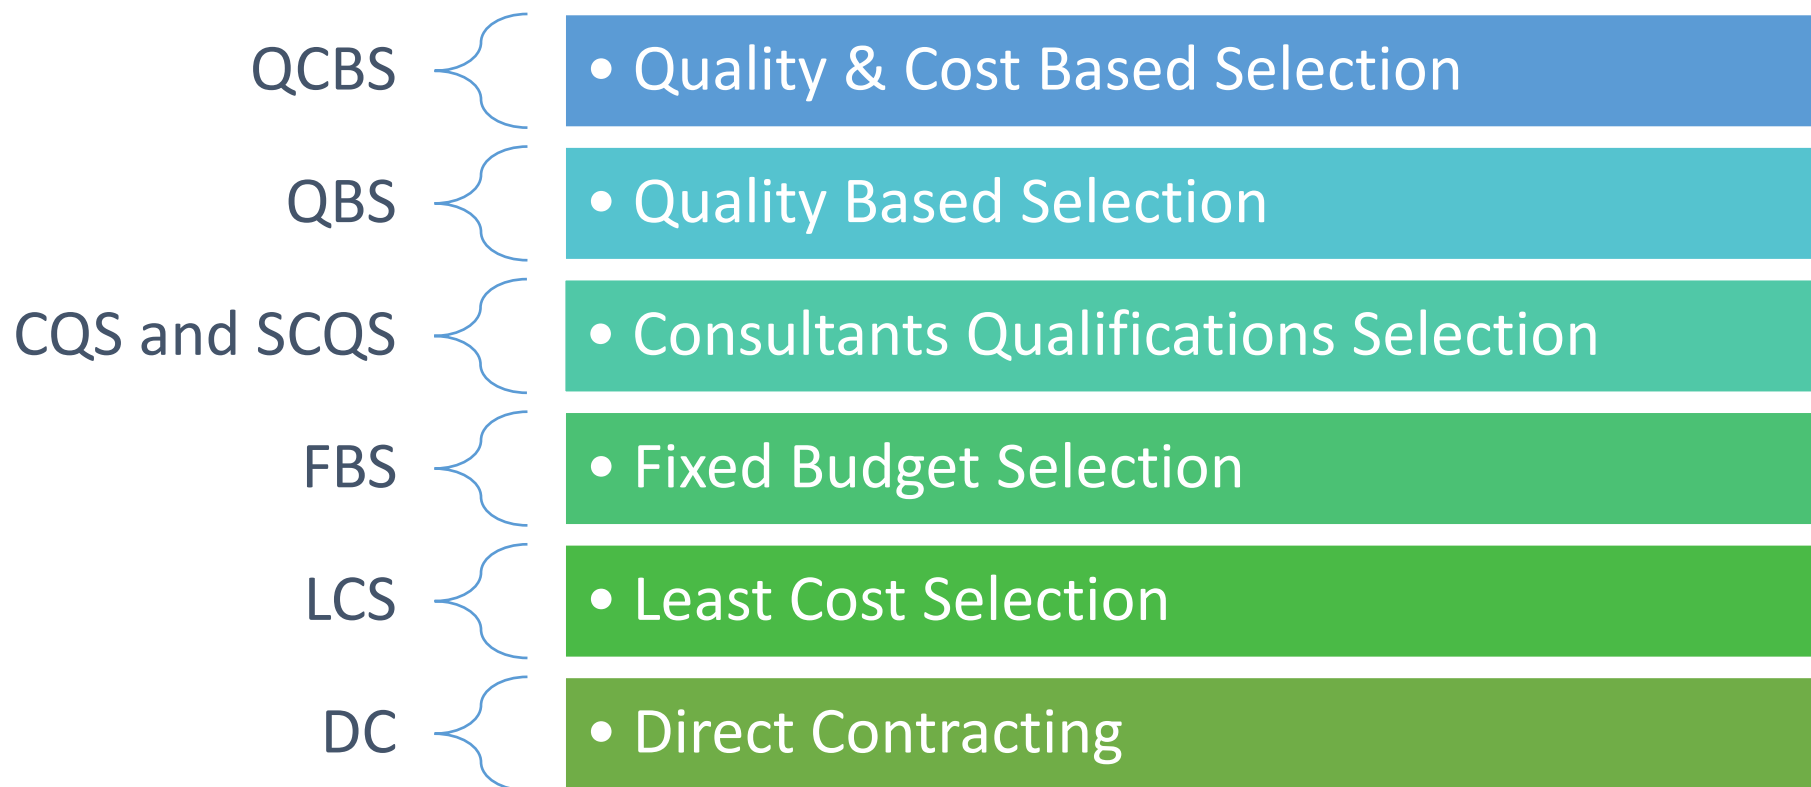 QCBS
• Quality & Cost Based Selection
QBS
• Quality Based Selection
CQS and SCQS
• Consultants Qualifications Selection
FBS
• Fixed Budget Selection
LCS
• Least Cost Selection
DC
• Direct Contracting